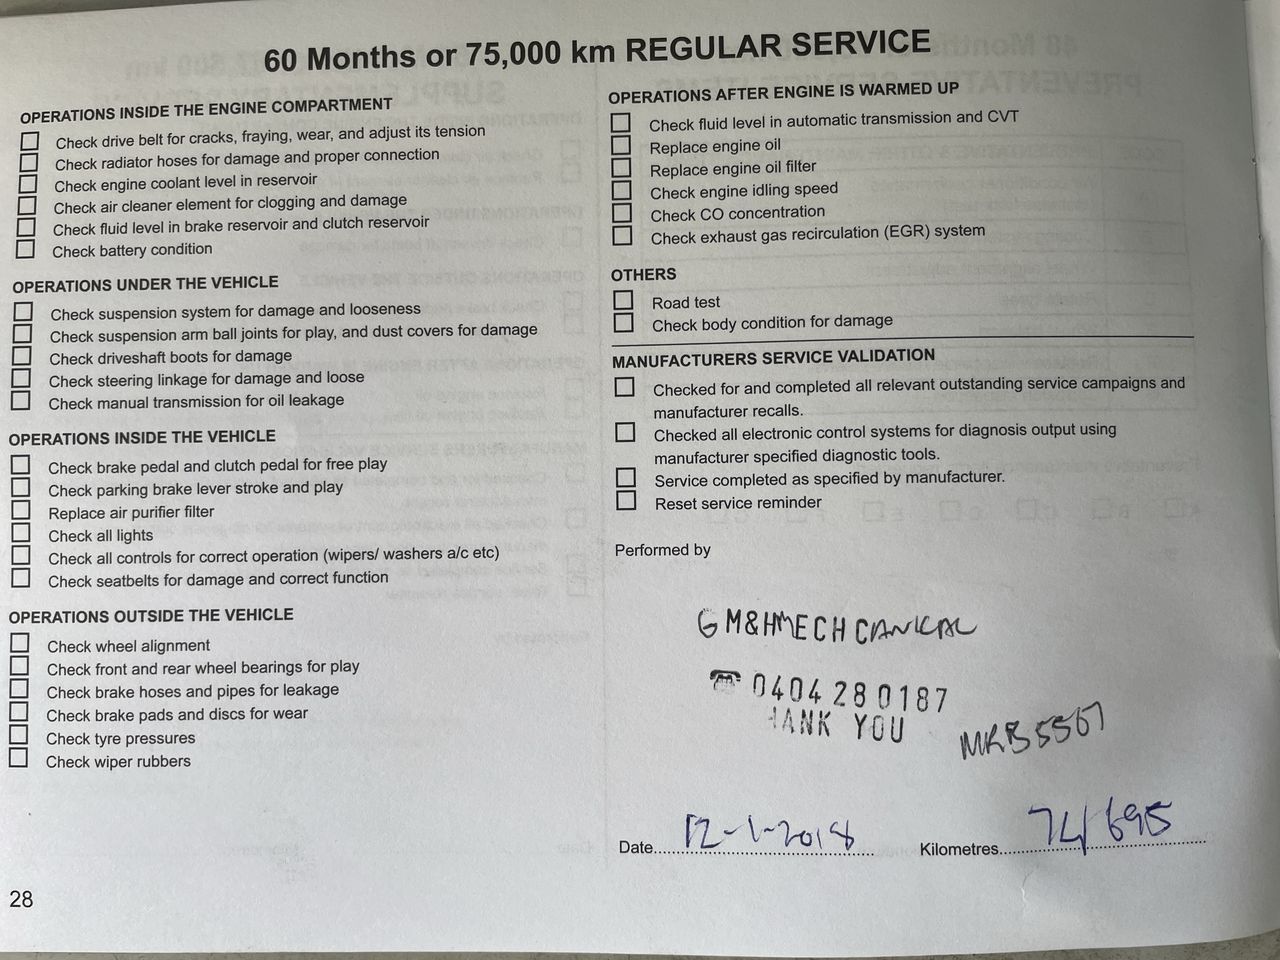 60 Months or 75,000 km REGULAR SERVICE
OPERATIONS INSIDE THE ENGINE COMPARTMENT
Check drive belt for cracks, fraying, wear, and adjust its tension
Check radiator hoses for damage and proper connection
Check engine coolant level in reservoir
Check air cleaner element for clogging and damage
Check fluid level in brake reservoir and clutch reservoir
Check battery condition
OPERATIONS UNDER THE VEHICLE
Check suspension system for damage and looseness
Check suspension arm ball joints for play, and dust covers for damage
Check driveshaft boots for damage
Check steering linkage for damage and loose
Check manual transmission for oil leakage
OPERATIONS INSIDE THE VEHICLE
Check brake pedal and clutch pedal for free play
Check parking brake lever stroke and play
Replace air purifier filter
Check all lights
Check all controls for correct operation (wipers/ washers a/c etc)
Check seatbelts for damage and correct function
OPERATIONS OUTSIDE THE VEHICLE
Check wheel alignment
Check front and rear wheel bearings for play
Check brake hoses and pipes for leakage
Check brake pads and discs for wear
Check tyre pressures
Check wiper rubbers
28
OPERATIONS AFTER ENGINE IS WARMED UP
Check fluid level in automatic transmission and CVT
Replace engine oil
Replace engine oil filter
Check engine idling speed
Check CO concentration
Check exhaust gas recirculation (EGR) system
OTHERS
Road test
Check body condition for damage
MANUFACTURERS SERVICE VALIDATION
Checked for and completed all relevant outstanding service campaigns and
manufacturer recalls.
Checked all electronic control systems for diagnosis output using
manufacturer specified diagnostic tools.
Service completed as specified by manufacturer.
Reset service reminder
Performed by
G M&H MECHCANICAL
☎ 0404 28 0187
HANK YOU
MRB5567
Date 12-1-2018 Kilometres 74/695